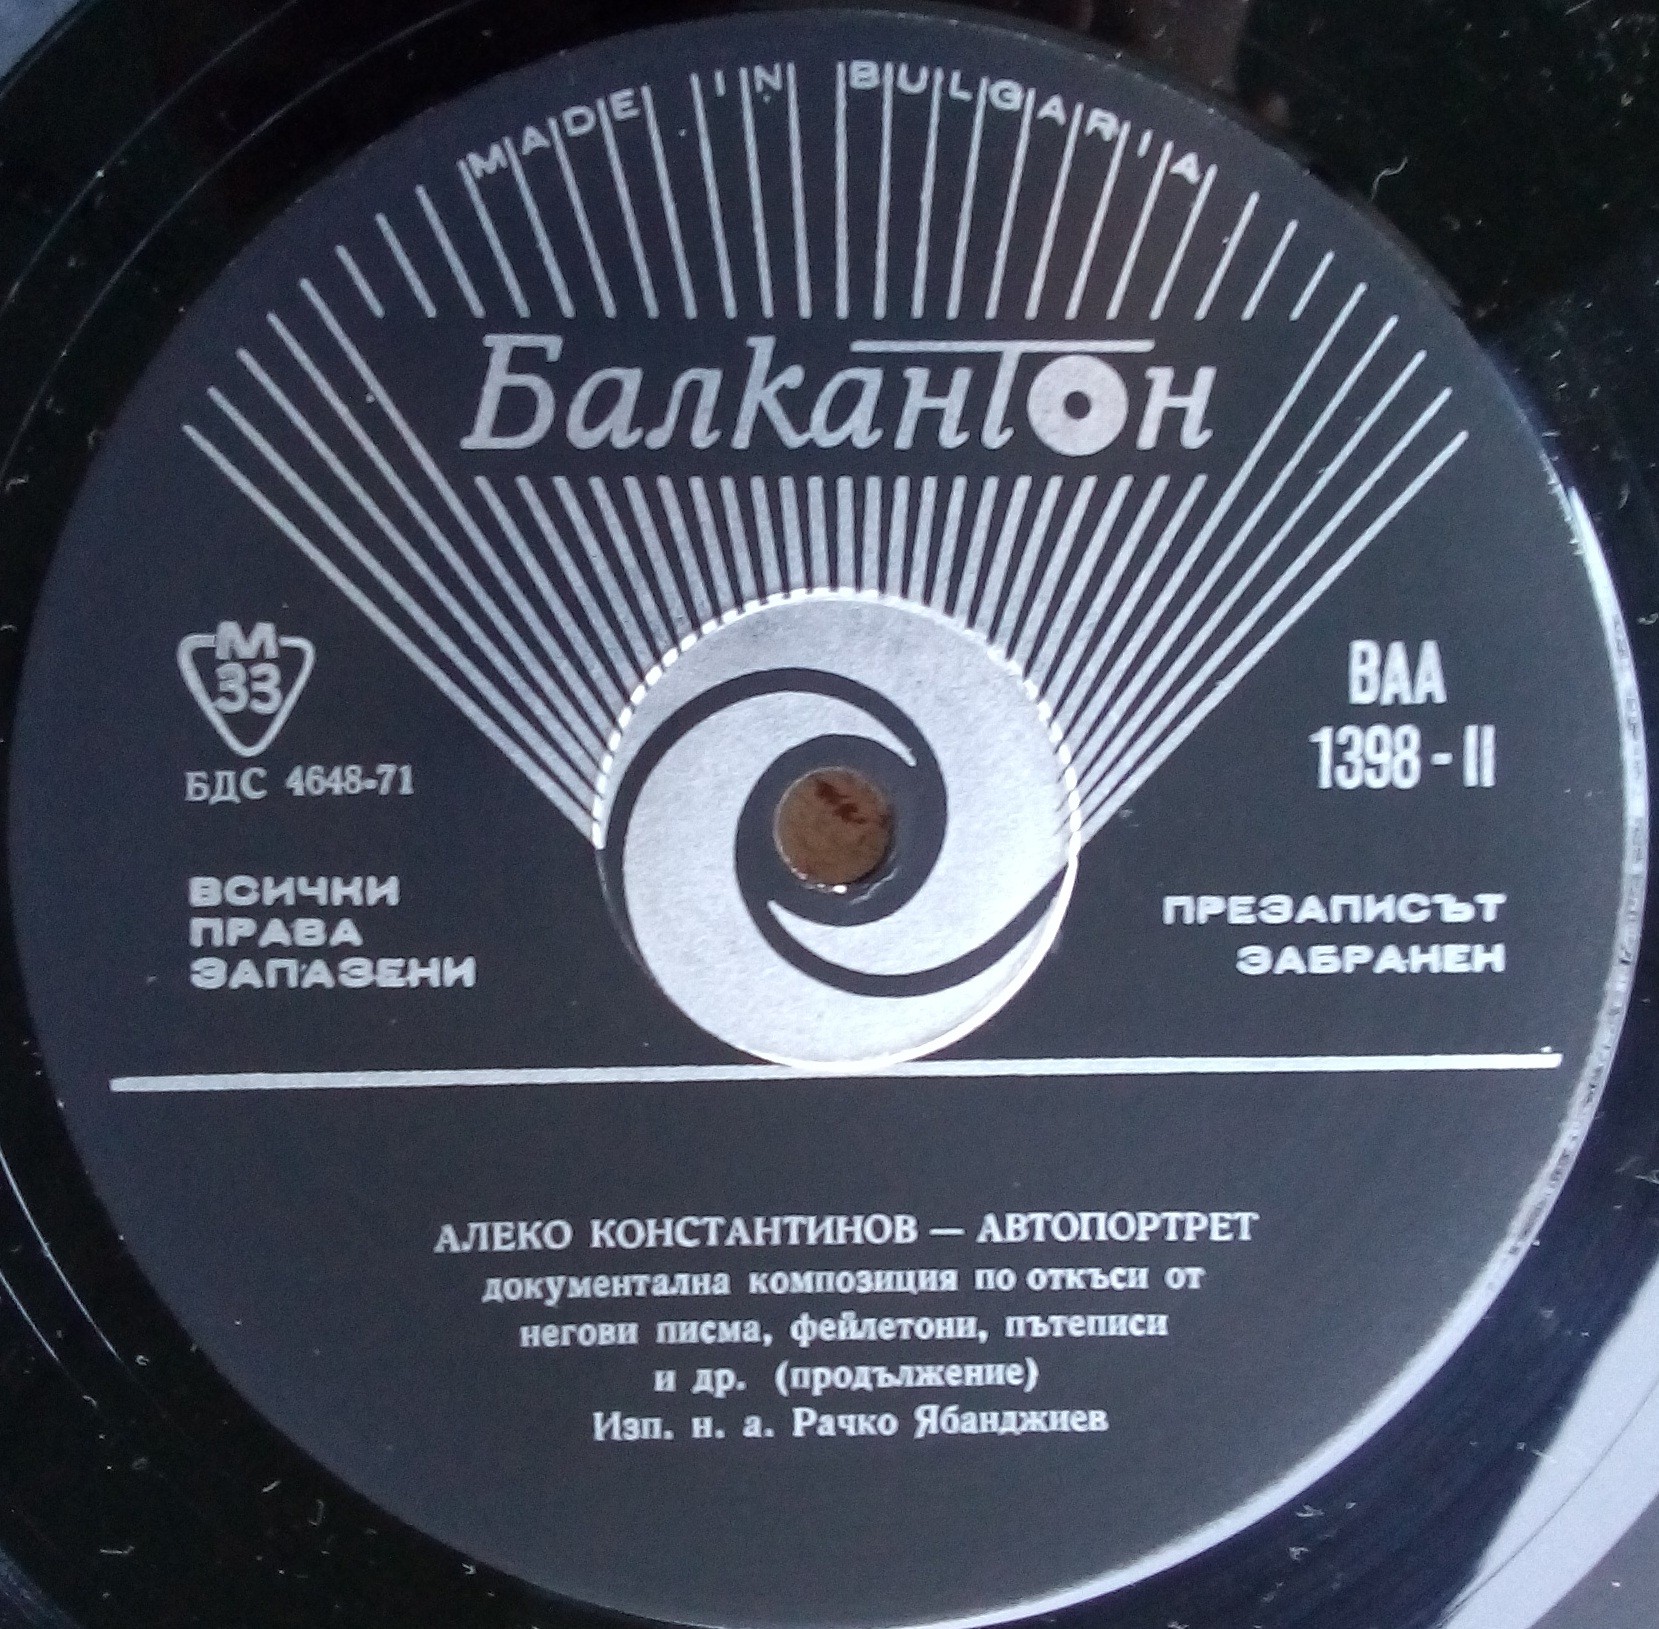 MADE IN BULGARIA
Балкантон
М
33
БДС 4648-71
ВАА
1398 - II
ВСИЧКИ
ПРАВА
ЗАПАЗЕНИ
ПРЕЗАПИСЪТ
ЗАБРАНЕН
АЛЕКО КОНСТАНТИНОВ — АВТОПОРТРЕТ
документална композиция по откъси от
негови писма, фейлетони, пътеписи
и др. (продължение)
Изп. н. а. Рачко Ябанджиев